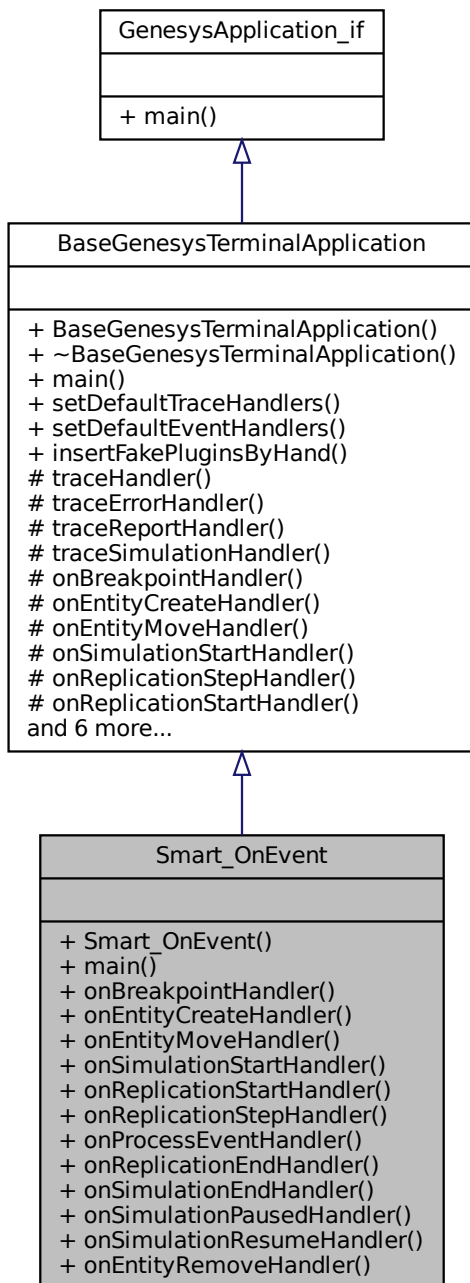 GenesysApplication_if
+ main()
BaseGenesysTerminalApplication
+ BaseGenesysTerminalApplication()
+ ~BaseGenesysTerminalApplication()
+ main()
+ setDefaultTraceHandlers()
+ setDefaultEventHandlers()
+ insertFakePluginsByHand()
# traceHandler()
# traceErrorHandler()
# traceReportHandler()
# traceSimulationHandler()
# onBreakpointHandler()
# onEntityCreateHandler()
# onEntityMoveHandler()
# onSimulationStartHandler()
# onReplicationStepHandler()
# onReplicationStartHandler()
and 6 more...
Smart_OnEvent
+ Smart_OnEvent()
+ main()
+ onBreakpointHandler()
+ onEntityCreateHandler()
+ onEntityMoveHandler()
+ onSimulationStartHandler()
+ onReplicationStartHandler()
+ onReplicationStepHandler()
+ onProcessEventHandler()
+ onReplicationEndHandler()
+ onSimulationEndHandler()
+ onSimulationPausedHandler()
+ onSimulationResumeHandler()
+ onEntityRemoveHandler()